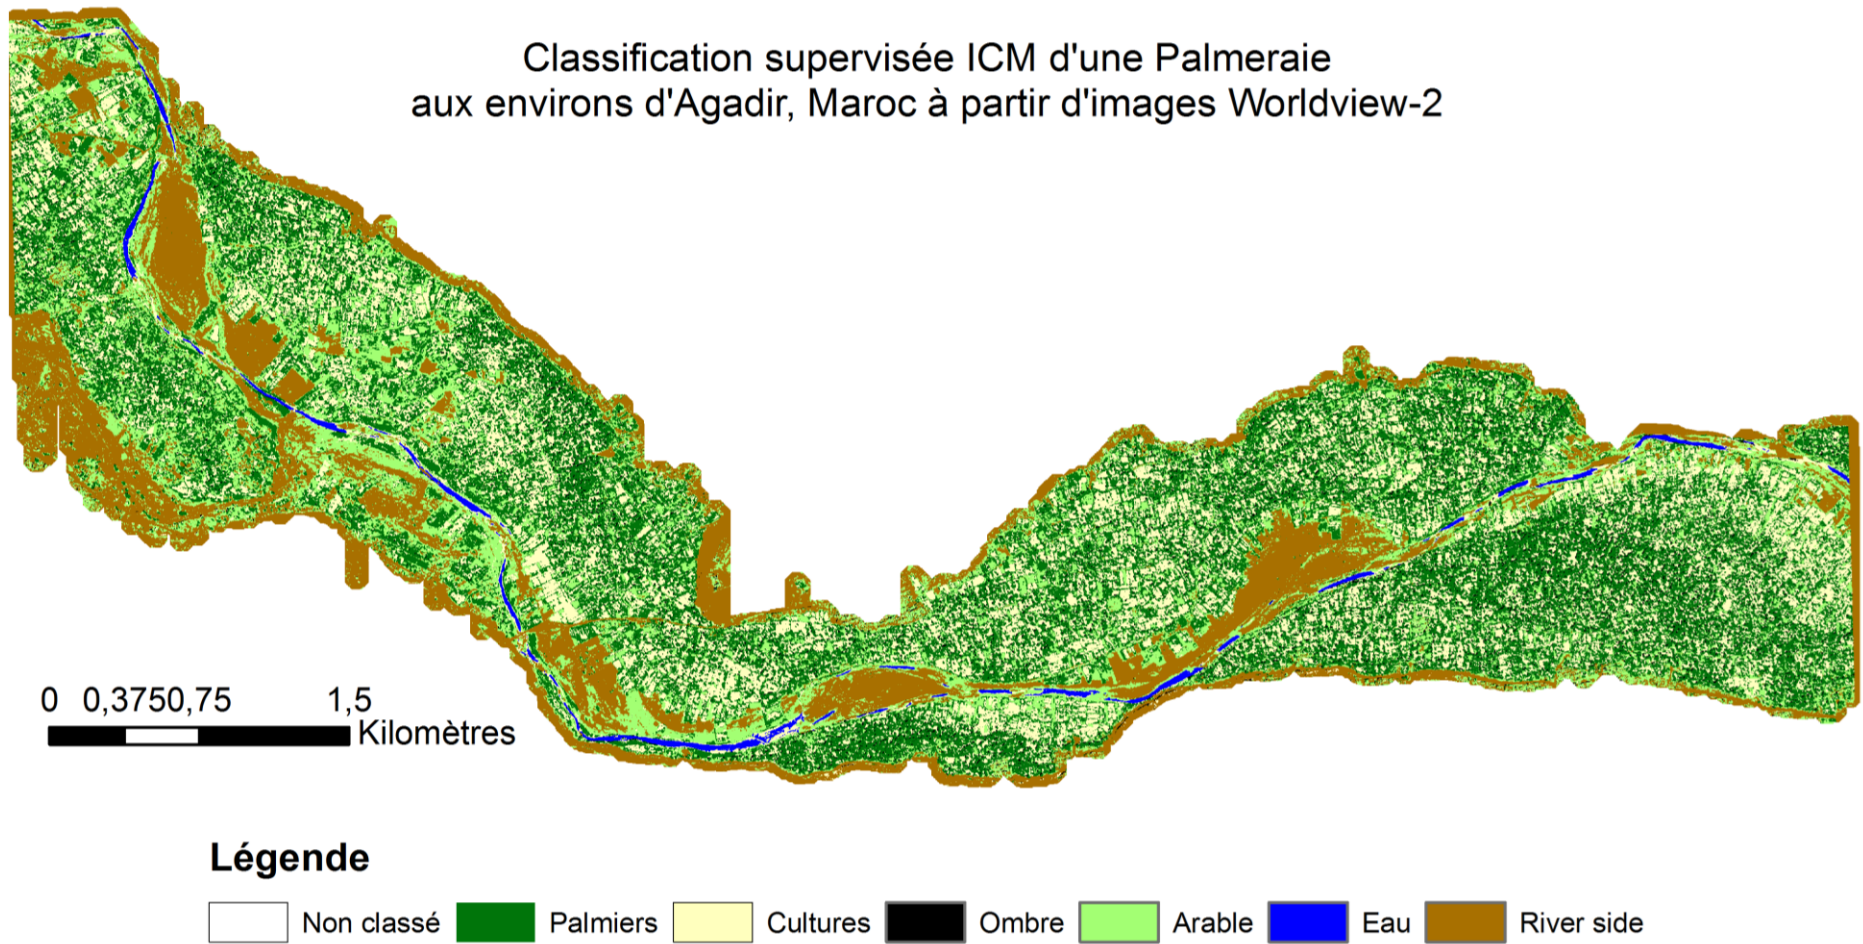 Classification supervisée ICM d'une Palmeraie
aux environs d'Agadir, Maroc à partir d'images Worldview-2
0 0,3750,75 1,5
Kilomètres
Légende
Non classé Palmiers Cultures Ombre Arable Eau River side